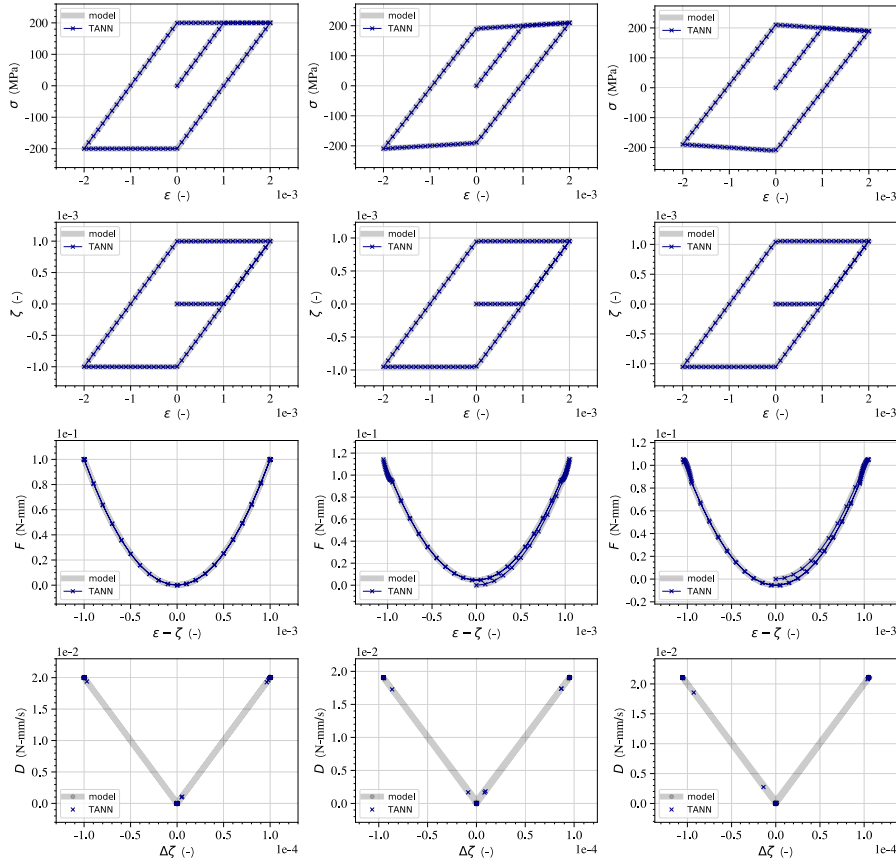 model
TANN
200
100
0
−100
−200
σ (MPa)
−2 −1 0 1 2
1e−3
ε (-)
model
TANN
200
100
0
−100
−200
σ (MPa)
−2 −1 0 1 2
1e−3
ε (-)
model
TANN
200
100
0
−100
−200
σ (MPa)
−2 −1 0 1 2
1e−3
ε (-)
1e−3
model
TANN
1.0
0.5
0.0
−0.5
−1.0
ζ (-)
−2 −1 0 1 2
1e−3
ε (-)
1e−3
model
TANN
1.0
0.5
0.0
−0.5
−1.0
ζ (-)
−2 −1 0 1 2
1e−3
ε (-)
1e−3
model
TANN
1.0
0.5
0.0
−0.5
−1.0
ζ (-)
−2 −1 0 1 2
1e−3
ε (-)
1e−1
1.0
0.8
0.6
0.4
0.2
0.0
F (N-mm)
model
TANN
−1.0 −0.5 0.0 0.5 1.0
1e−3
ε − ζ (-)
1e−1
1.2
1.0
0.8
0.6
0.4
0.2
0.0
F (N-mm)
model
TANN
−1.0 −0.5 0.0 0.5 1.0
1e−3
ε − ζ (-)
1e−1
1.2
1.0
0.8
0.6
0.4
0.2
0.0
−0.2
F (N-mm)
model
TANN
−1.0 −0.5 0.0 0.5 1.0
1e−3
ε − ζ (-)
1e−2
2.0
1.5
1.0
0.5
0.0
D (N-mm/s)
model
TANN
−1.0 −0.5 0.0 0.5 1.0
1e−4
Δζ (-)
1e−2
2.0
1.5
1.0
0.5
0.0
D (N-mm/s)
model
TANN
−1.0 −0.5 0.0 0.5 1.0
1e−4
Δζ (-)
1e−2
2.0
1.5
1.0
0.5
0.0
D (N-mm/s)
model
TANN
−1.0 −0.5 0.0 0.5 1.0
1e−4
Δζ (-)